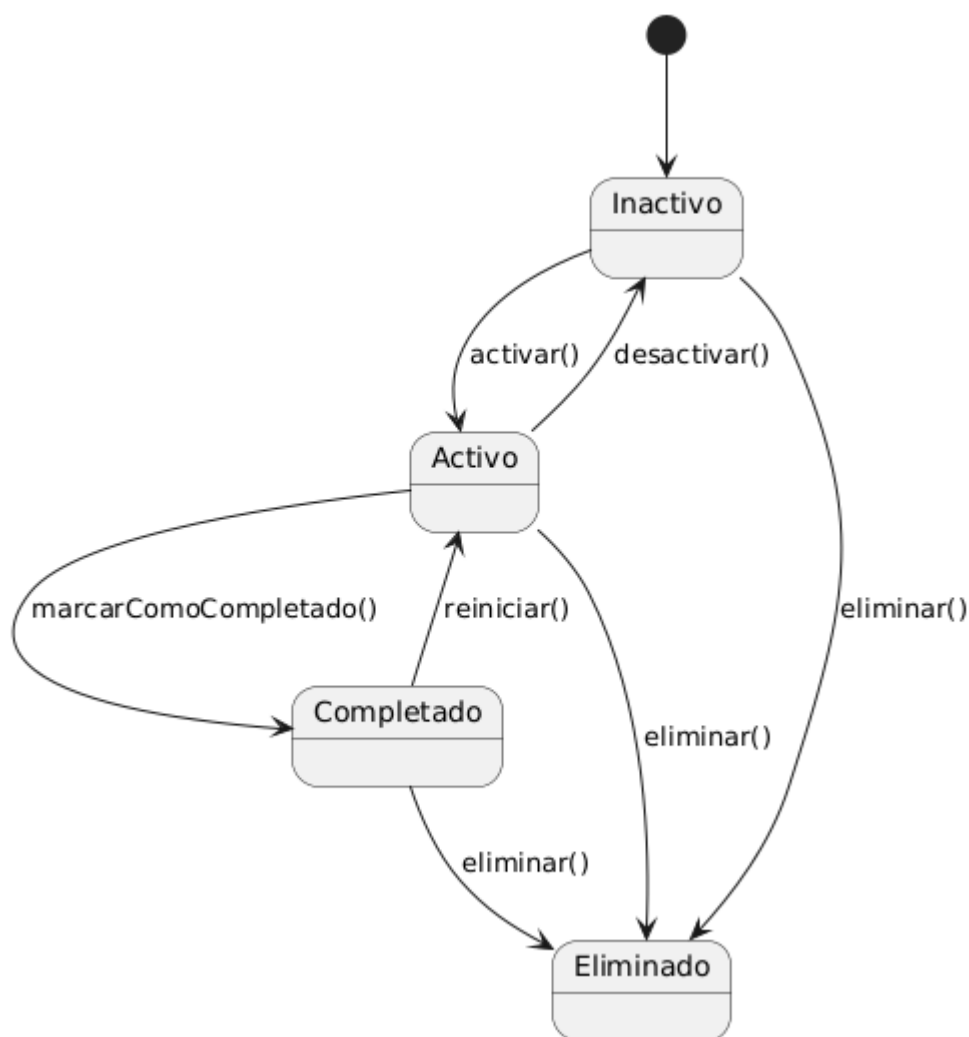 Inactivo
activar()
desactivar()
Activo
marcarComoCompletado()
reiniciar()
eliminar()
Completado
eliminar()
eliminar()
Eliminado